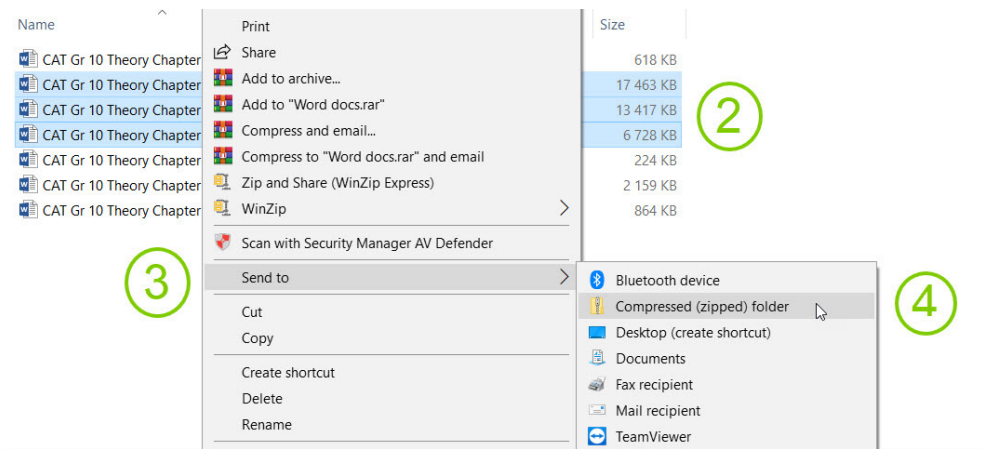 Name
Size
CAT Gr 10 Theory Chapter
618 KB
CAT Gr 10 Theory Chapter
17 463 KB
CAT Gr 10 Theory Chapter
13 417 KB
CAT Gr 10 Theory Chapter
6 728 KB
CAT Gr 10 Theory Chapter
224 KB
CAT Gr 10 Theory Chapter
2 159 KB
CAT Gr 10 Theory Chapter
864 KB
2
Print
Share
Add to archive...
Add to "Word docs.rar"
Compress and email...
Compress to "Word docs.rar" and email
Zip and Share (WinZip Express)
WinZip
Scan with Security Manager AV Defender
3
Send to
Cut
Copy
Create shortcut
Delete
Rename
Bluetooth device
Compressed (zipped) folder
Desktop (create shortcut)
Documents
Fax recipient
Mail recipient
TeamViewer
4